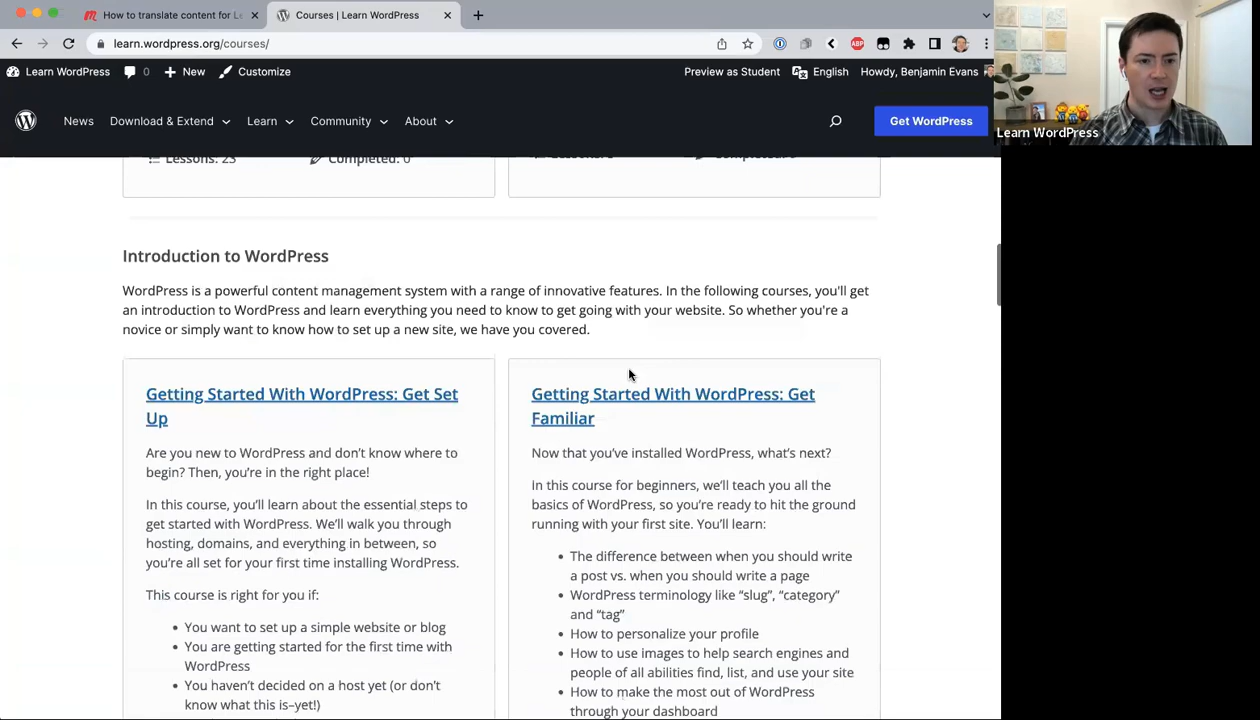 How to translate content for Le
Courses | Learn WordPress
learn.wordpress.org/courses/
ABP
Learn WordPress
0
New
Customize
Preview as Student
English
Howdy, Benjamin Evans
News
Download & Extend
Learn
Community
About
Get WordPress
Learn WordPress
Lessons: 23
Completed: 0
Introduction to WordPress
WordPress is a powerful content management system with a range of innovative features. In the following courses, you'll get
an introduction to WordPress and learn everything you need to know to get going with your website. So whether you're a
novice or simply want to know how to set up a new site, we have you covered.
Getting Started With WordPress: Get Set
Up
Are you new to WordPress and don't know where to
begin? Then, you're in the right place!
In this course, you'll learn about the essential steps to
get started with WordPress. We'll walk you through
hosting, domains, and everything in between, so
you're all set for your first time installing WordPress.
This course is right for you if:
• You want to set up a simple website or blog
• You are getting started for the first time with
WordPress
• You haven't decided on a host yet (or don't
know what this is–yet!)
Getting Started With WordPress: Get
Familiar
Now that you've installed WordPress, what's next?
In this course for beginners, we'll teach you all the
basics of WordPress, so you're ready to hit the ground
running with your first site. You'll learn:
• The difference between when you should write
a post vs. when you should write a page
• WordPress terminology like “slug”, “category”
and “tag”
• How to personalize your profile
• How to use images to help search engines and
people of all abilities find, list, and use your site
• How to make the most out of WordPress
through your dashboard